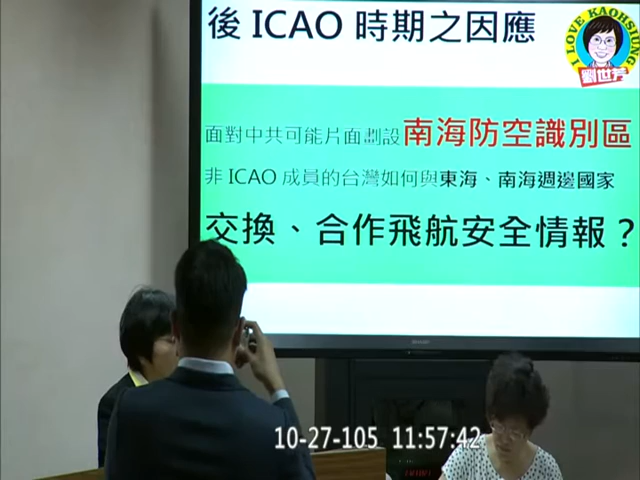 後 ICAO 時期之因應
I LOVE KAOHSIUNG
劉世芳
面對中共可能片面劃設南海防空識別區
非 ICAO 成員的台灣如何與東海、南海週邊國家
交換、合作飛航安全情報？
SHARP
10-27-105 11:57:42